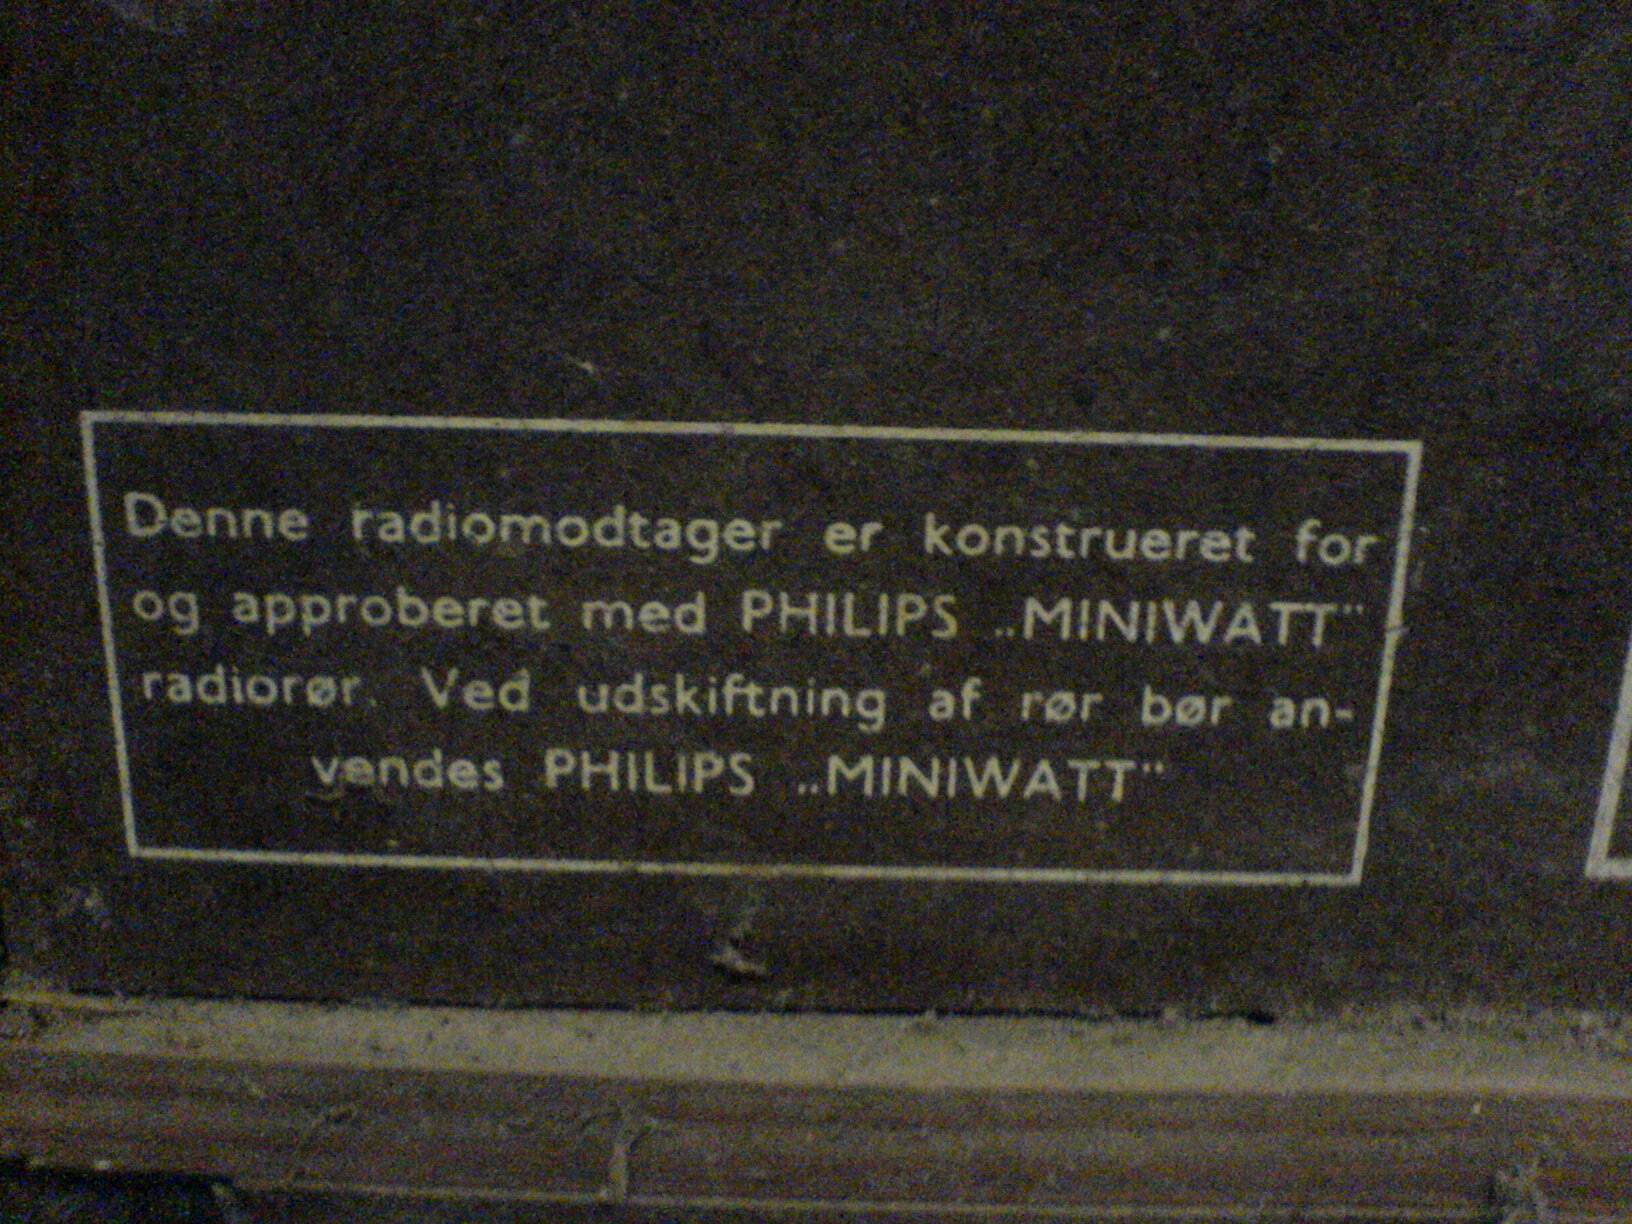 Denne radiomodtager er konstrueret for
og approberet med PHILIPS „MINIWATT“
radiorør. Ved udskiftning af rør bør an-
vendes PHILIPS „MINIWATT“